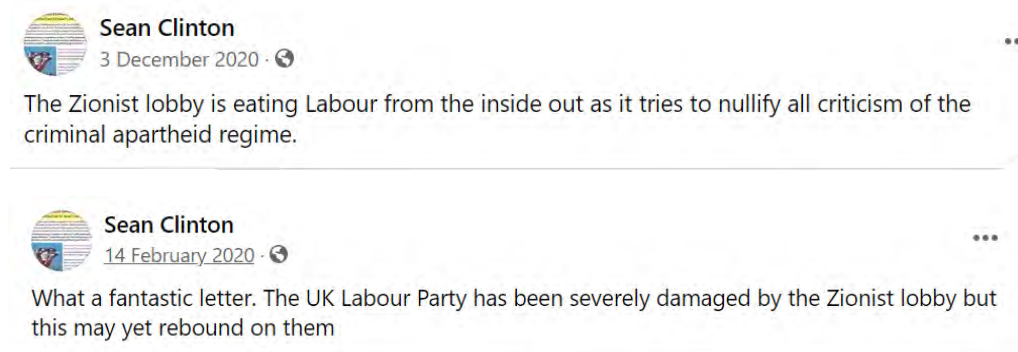 Sean Clinton
3 December 2020 ·
The Zionist lobby is eating Labour from the inside out as it tries to nullify all criticism of the
criminal apartheid regime.
Sean Clinton
14 February 2020 ·
What a fantastic letter. The UK Labour Party has been severely damaged by the Zionist lobby but
this may yet rebound on them